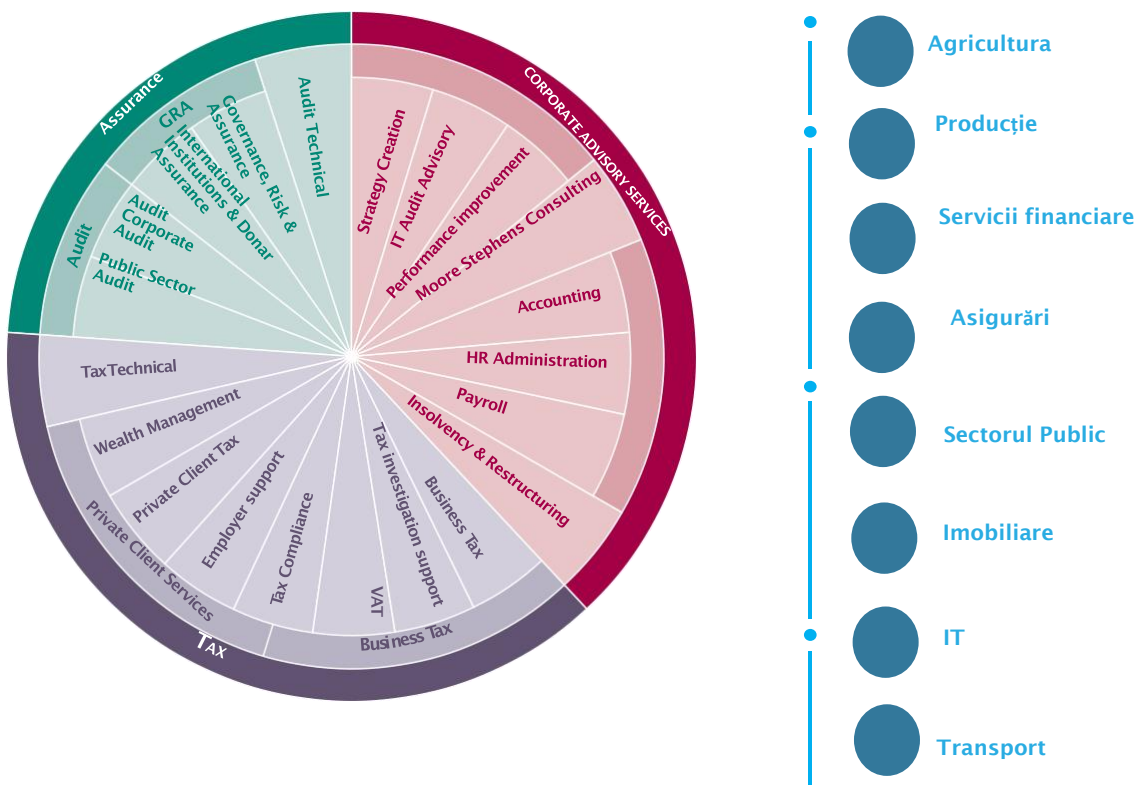 Assurance
GRA
Audit
Audit Technical
Governance, Risk &
Assurance
International
Institutions & Donar
Assurance
Audit
Corporate
Audit
Public Sector
Audit
CORPORATE ADVISORY SERVICES
Strategy Creation
IT Audit Advisory
Performance improvement
Moore Stephens Consulting
Accounting
HR Administration
Payroll
Insolvency & Restructuring
Tax
Business Tax
Business Tax
Tax investigation support
VAT
Tax Compliance
Employer support
Private Client Services
Private Client Tax
Wealth Management
TaxTechnical
Agricultura
Producție
Servicii financiare
Asigurări
Sectorul Public
Imobiliare
IT
Transport